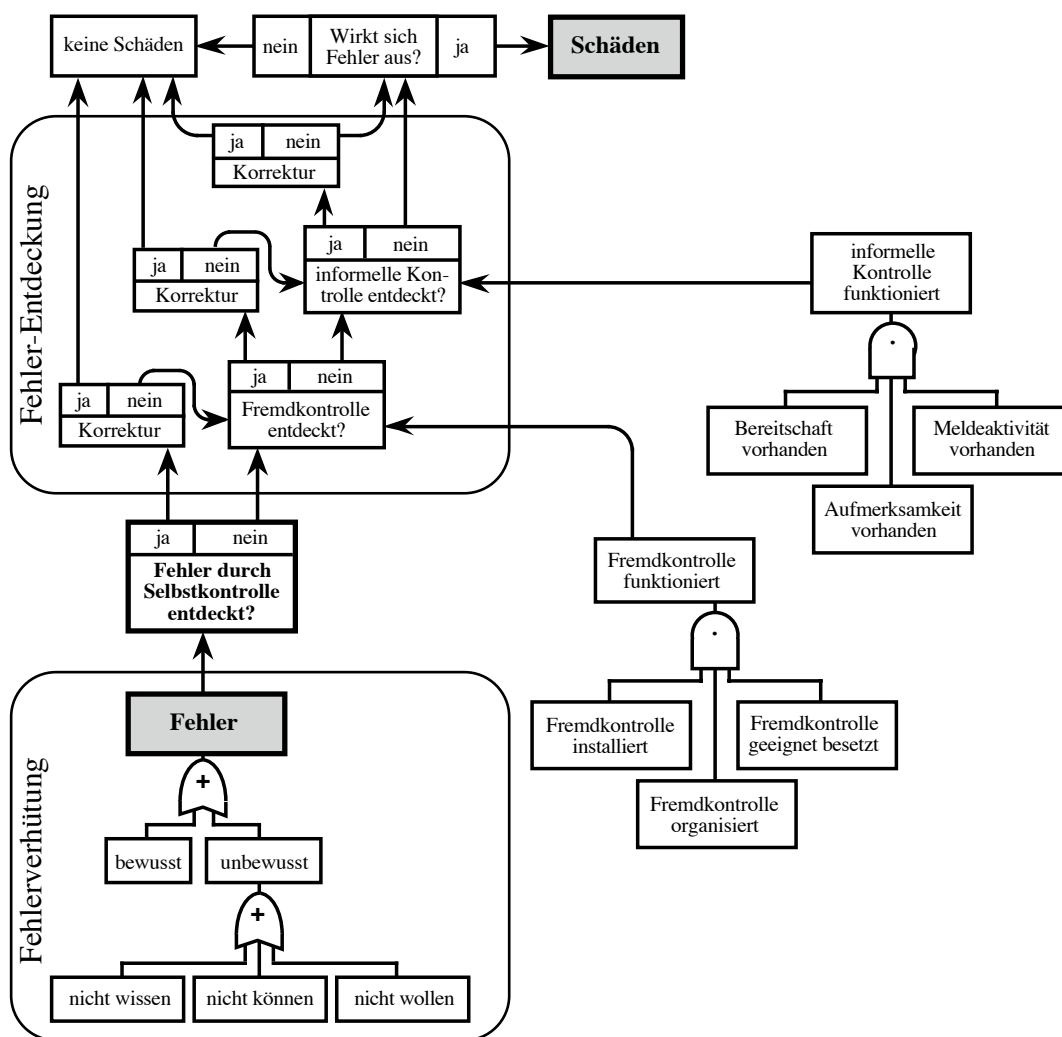 keine Schäden
nein
Wirkt sich
Fehler aus?
ja
Schäden
Fehler-Entdeckung
ja
nein
Korrektur
ja
nein
informelle Kon-
trolle entdeckt?
ja
nein
Korrektur
informelle
Kontrolle
funktioniert
·
ja
nein
Fremdkontrolle
entdeckt?
ja
nein
Korrektur
Bereitschaft
vorhanden
Meldeaktivität
vorhanden
Aufmerksamkeit
vorhanden
ja
nein
Fehler durch
Selbstkontrolle
entdeckt?
Fremdkontrolle
funktioniert
·
Fremdkontrolle
installiert
Fremdkontrolle
geeignet besetzt
Fremdkontrolle
organisiert
Fehlerverhütung
Fehler
+
bewusst
unbewusst
+
nicht wissen
nicht können
nicht wollen